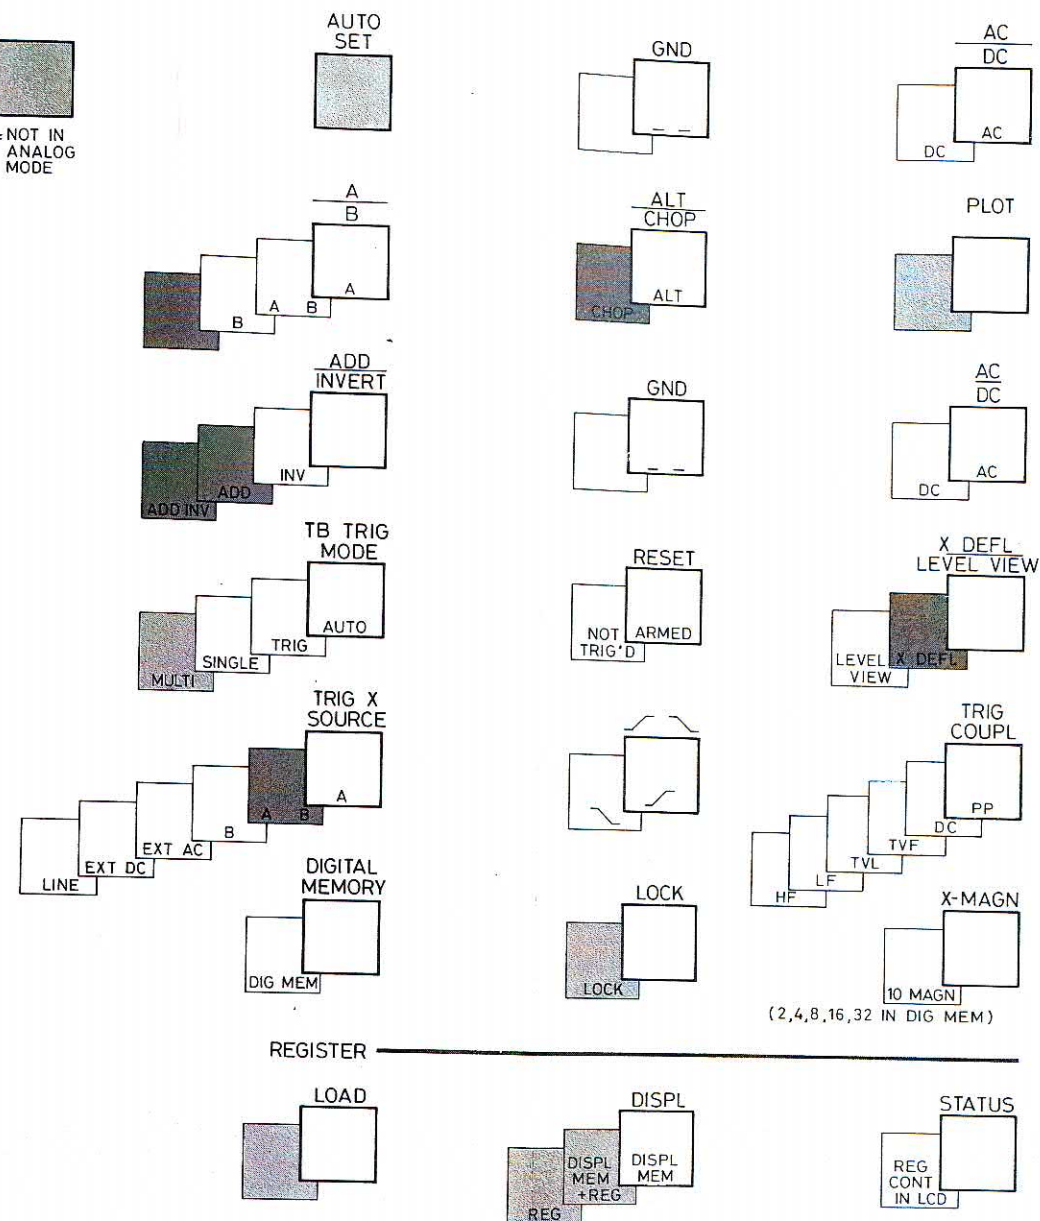 = NOT IN
ANALOG
MODE
AUTO
SET
GND
AC
DC
AC
DC
A
B
A
A B
B
ALT
CHOP
ALT
CHOP
PLOT
ADD
INVERT
INV
ADD
ADD INV
GND
AC
DC
AC
DC
TB TRIG
MODE
AUTO
TRIG
SINGLE
MULTI
RESET
ARMED
NOT
TRIG'D
X DEFL
LEVEL VIEW
X DEFL
LEVEL
VIEW
TRIG X
SOURCE
A
A B
B
EXT AC
EXT DC
LINE
TRIG
COUPL
PP
DC
TVF
TVL
LF
HF
DIGITAL
MEMORY
DIG MEM
LOCK
LOCK
X-MAGN
10 MAGN
(2,4,8,16,32 IN DIG MEM)
REGISTER
LOAD
DISPL
DISPL
MEM
DISPL
MEM
+REG
REG
STATUS
REG
CONT
IN LCD